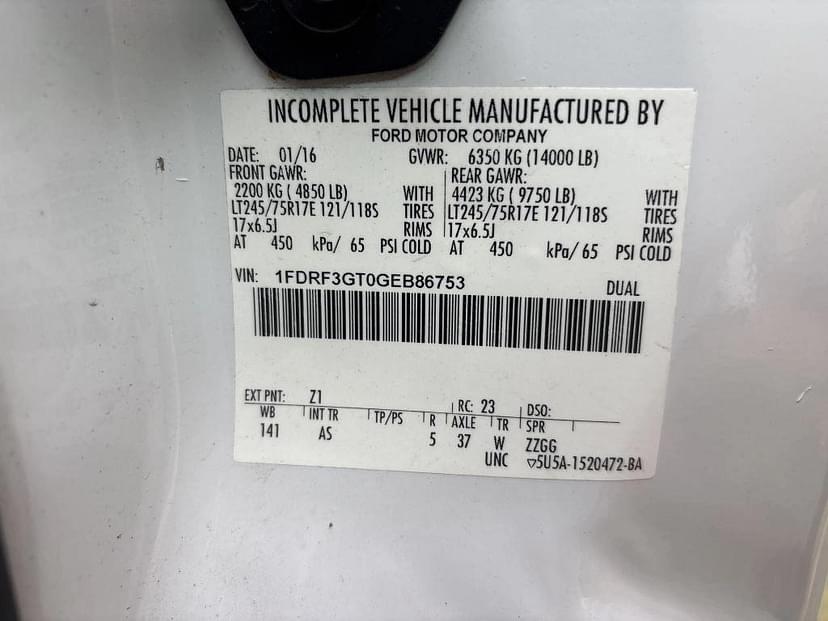 INCOMPLETE VEHICLE MANUFACTURED BY
FORD MOTOR COMPANY
DATE: 01/16 GVWR: 6350 KG (14000 LB)
FRONT GAWR: REAR GAWR:
2200 KG ( 4850 LB) WITH 4423 KG ( 9750 LB) WITH
LT245/75R17E 121/118S TIRES LT245/75R17E 121/118S TIRES
17x6.5J RIMS 17x6.5J RIMS
AT 450 kPa/ 65 PSI COLD AT 450 kPa/ 65 PSI COLD
VIN: 1FDRF3GT0GEB86753 DUAL
EXT PNT: Z1 RC: 23 DSO:
WB INT TR TP/PS R AXLE TR SPR
141 AS 5 37 W ZZGG
UNC ▽5U5A-1520472-BA